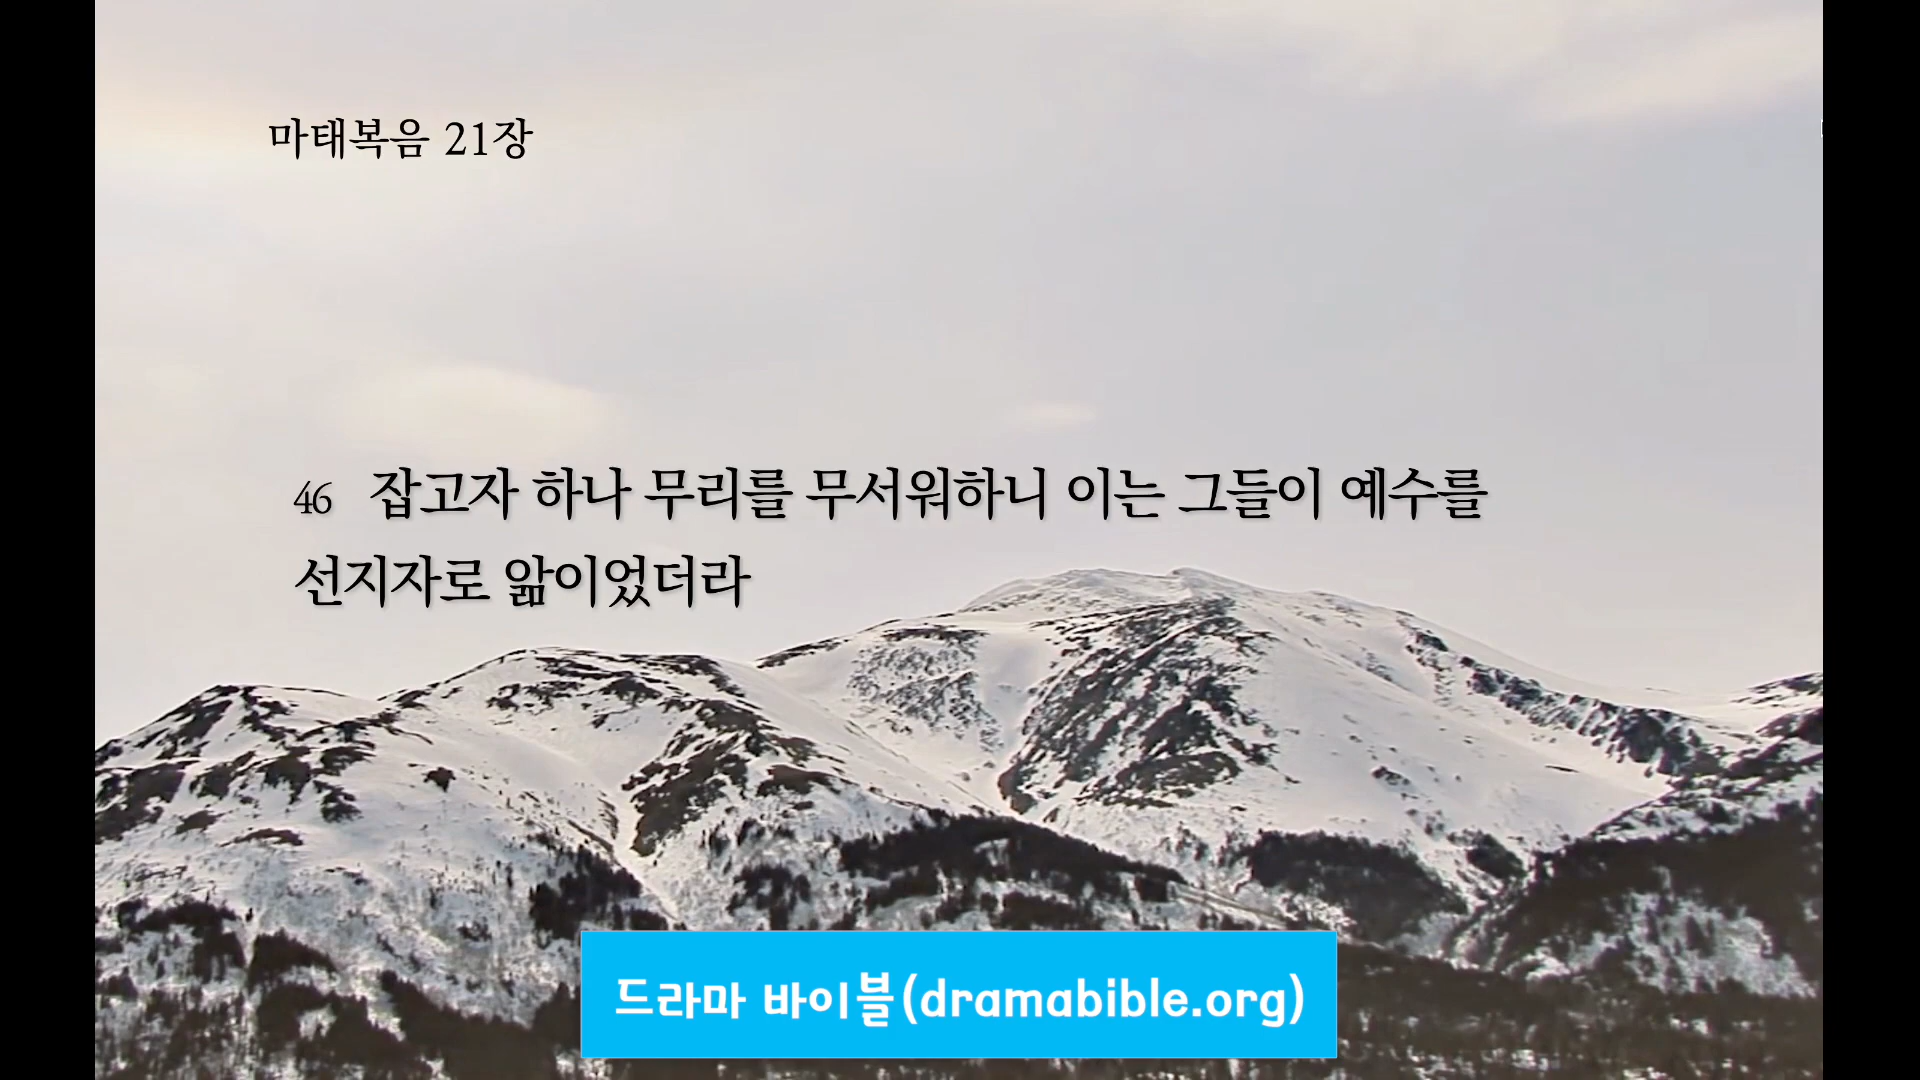 마태복음 21장
46 잡고자 하나 무리를 무서워하니 이는 그들이 예수를
선지자로 앎이었더라
드라마 바이블(dramabible.org)